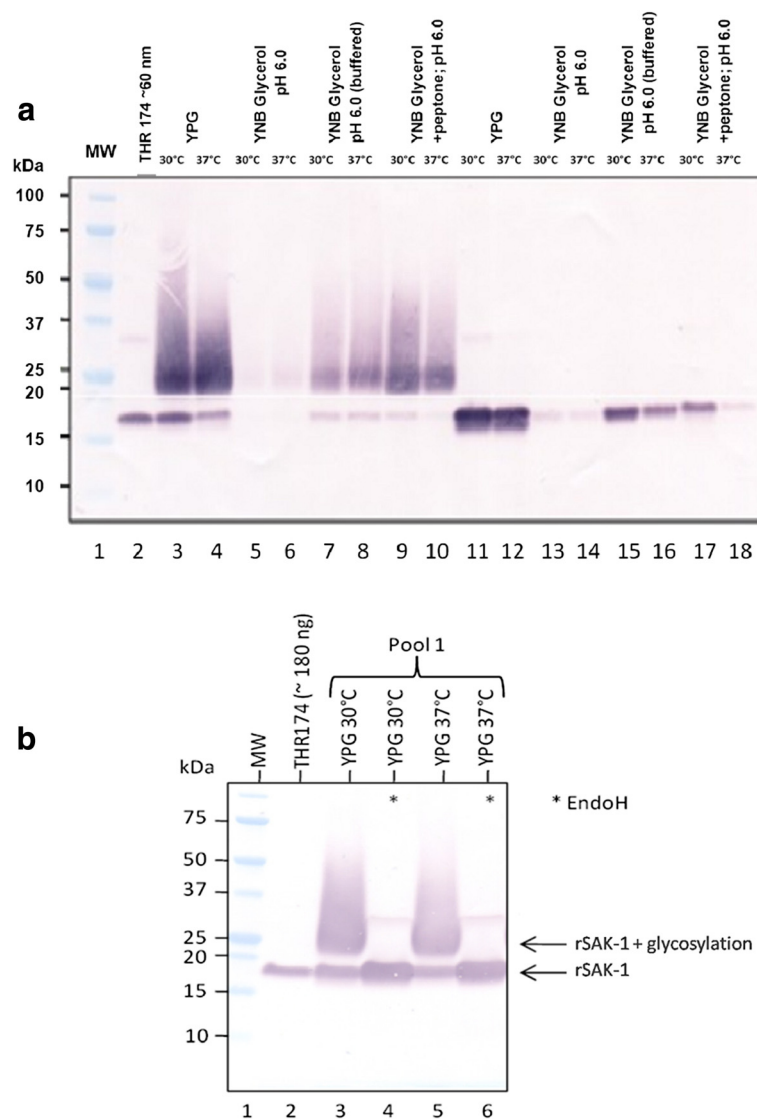 a
MW
THR 174 ~60 nm
YPG
YNB Glycerol
pH 6.0
YNB Glycerol
pH 6.0 (buffered)
YNB Glycerol
+peptone; pH 6.0
YPG
YNB Glycerol
pH 6.0
YNB Glycerol
pH 6.0 (buffered)
YNB Glycerol
+peptone; pH 6.0
kDa
30°C 37°C 30°C 37°C 30°C 37°C 30°C 37°C 30°C 37°C 30°C 37°C 30°C 37°C 30°C 37°C
100
75
50
37
25
20
15
10
1 2 3 4 5 6 7 8 9 10 11 12 13 14 15 16 17 18
b
Pool 1
kDa
MW
THR174 (~ 180 ng)
YPG 30°C
YPG 30°C
YPG 37°C
YPG 37°C
* * * EndoH
75
50
37
25
rSAK-1 + glycosylation
20
rSAK-1
15
10
1 2 3 4 5 6